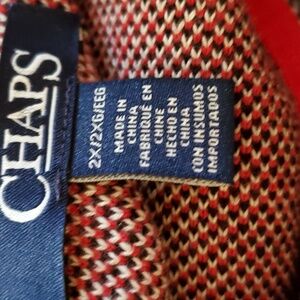 CHAPS
2X/2XG/EEG
MADE IN
CHINA
FABRIQUÉ EN
CHINE
HECHO EN
CHINA
CON INSUMOS
IMPORTADOS